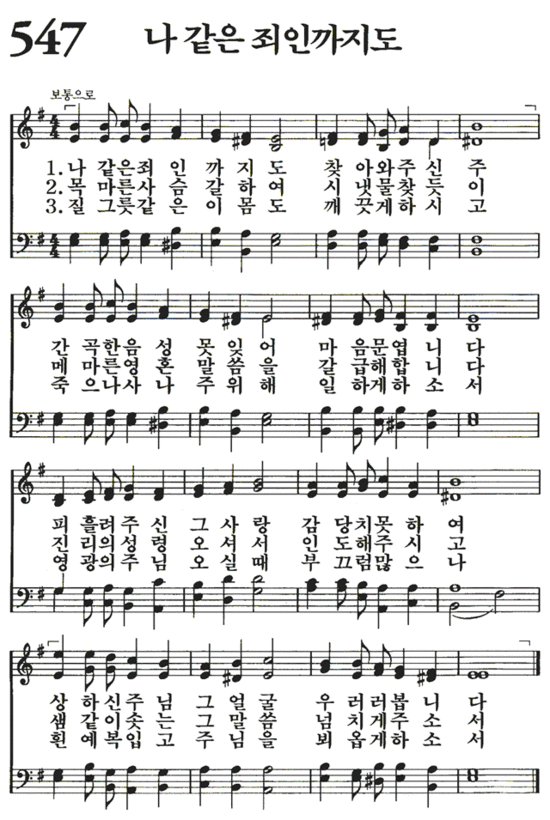 547 나 같은 죄인까지도
보통으로
1. 나 같은죄 인 까 지 도 찾 아와주 신 주
2. 목 마른사 슴 갈 하 여 시 냇물찾 듯 이
3. 질 그릇같 은 이 몸 도 깨 끗게하 시 고
간 곡한음 성 못 잊 어 마 음문엽 니 다
메 마른영 혼 말 씀 을 갈 급해합 니 다
죽 으나사 나 주 위 해 일 하게하 소 서
피 흘려주 신 그 사 랑 감 당치못 하 여
진 리의성 령 오 셔 서 인 도해주 시 고
영 광의주 님 오 실 때 부 끄럼많 으 나
상 하신주 님 그 얼 굴 우 러러봅 니 다
샘 같이솟 는 그 말 씀 넘 치게주 소 서
흰 예복입 고 주 님 을 뵈 옵게하 소 서